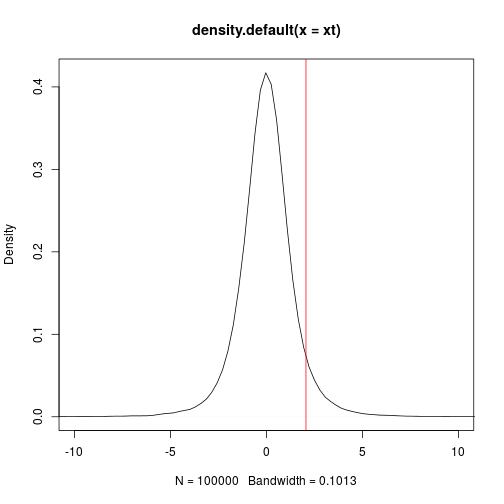 density.default(x = xt)
Density
0.4
0.3
0.2
0.1
0.0
-10 -5 0 5 10
N = 100000 Bandwidth = 0.1013